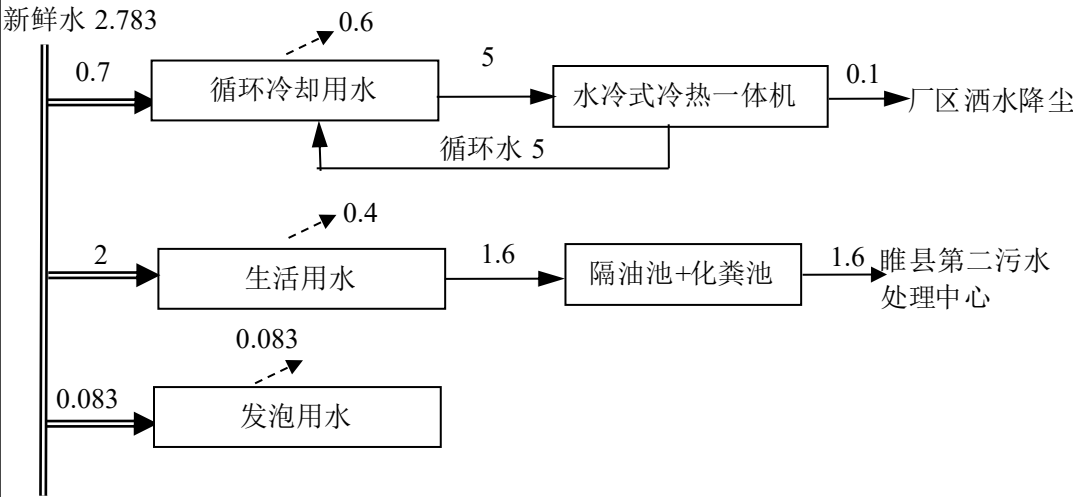 新鲜水 2.783
0.6
0.7
循环冷却用水
5
水冷式冷热一体机
0.1
厂区洒水降尘
循环水 5
0.4
2
生活用水
1.6
隔油池+化粪池
1.6
睢县第二污水
处理中心
0.083
0.083
发泡用水